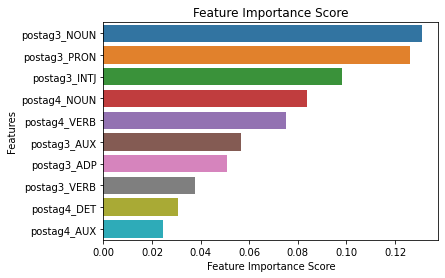 Feature Importance Score
postag3_NOUN
postag3_PRON
postag3_INTJ
postag4_NOUN
postag4_VERB
postag3_AUX
postag3_ADP
postag3_VERB
postag4_DET
postag4_AUX
Features
0.00 0.02 0.04 0.06 0.08 0.10 0.12
Feature Importance Score